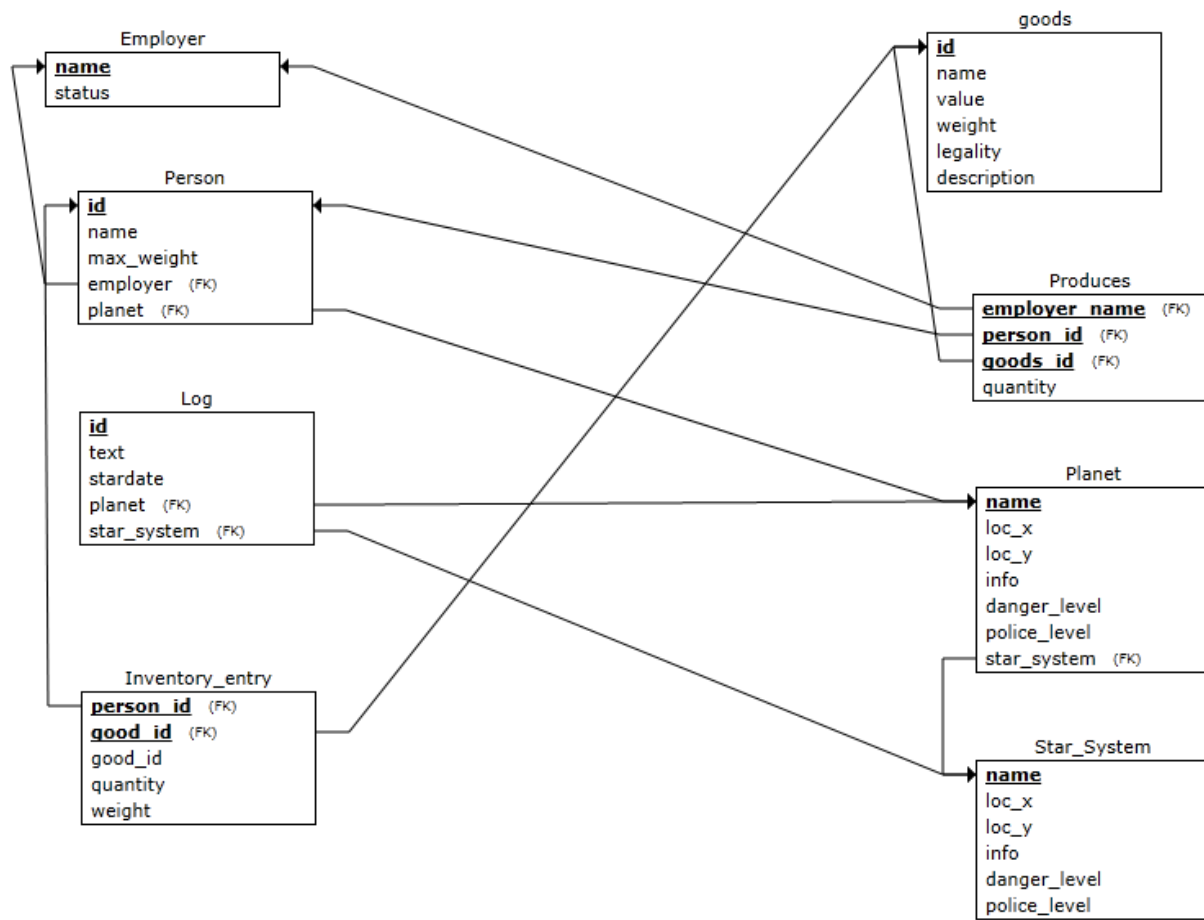 Employer
name
status
Person
id
name
max_weight
employer (FK)
planet (FK)
Log
id
text
stardate
planet (FK)
star_system (FK)
Inventory_entry
person_id (FK)
good_id (FK)
good_id
quantity
weight
goods
id
name
value
weight
legality
description
Produces
employer_name (FK)
person_id (FK)
goods_id (FK)
quantity
Planet
name
loc_x
loc_y
info
danger_level
police_level
star_system (FK)
Star_System
name
loc_x
loc_y
info
danger_level
police_level